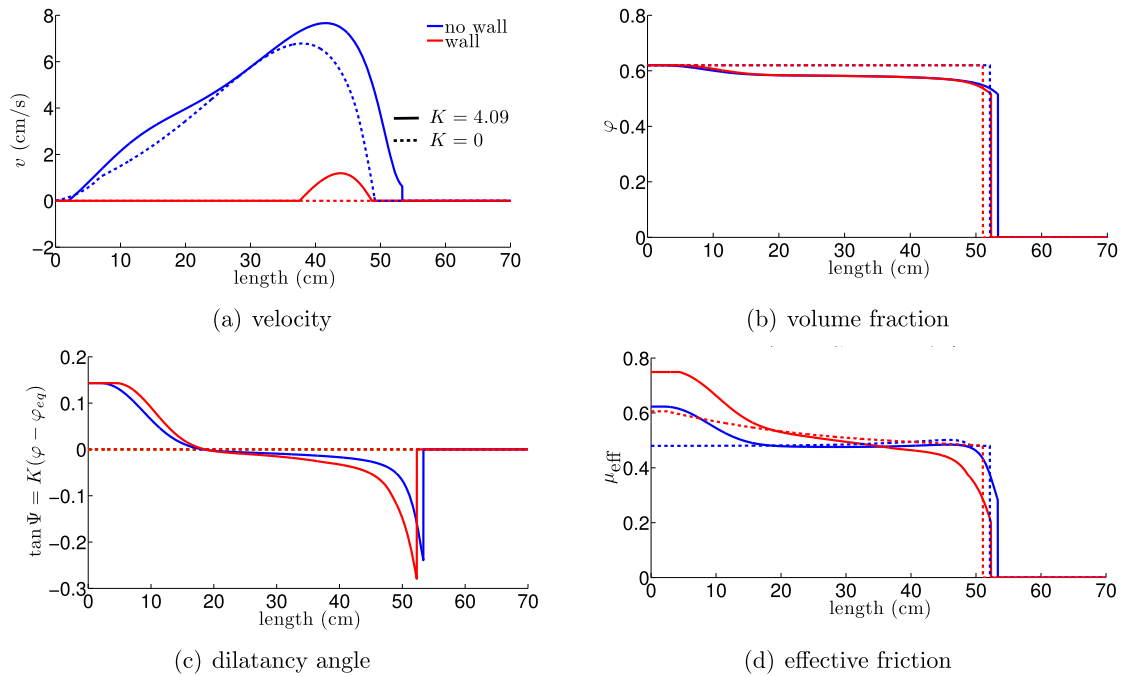 8
6
4
2
0
−2
0 10 20 30 40 50 60 70
v (cm/s)
length (cm)
no wall
wall
K = 4.09
K = 0
(a) velocity
0.8
0.6
0.4
0.2
0
0 10 20 30 40 50 60 70
φ
length (cm)
(b) volume fraction
0.2
0.1
0
−0.1
−0.2
−0.3
0 10 20 30 40 50 60 70
tan Ψ = K(φ − φeq)
length (cm)
(c) dilatancy angle
0.8
0.6
0.4
0.2
0
0 10 20 30 40 50 60 70
μeff
length (cm)
(d) effective friction